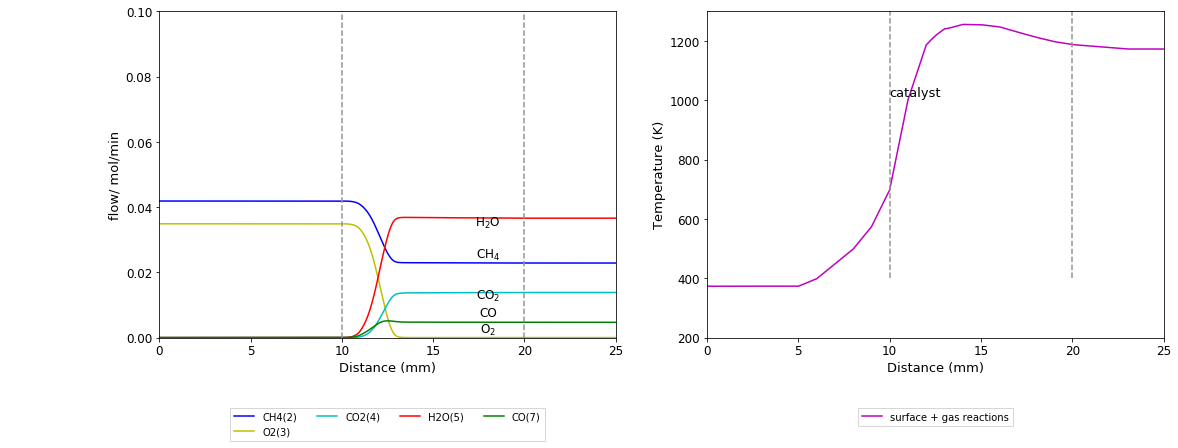 0.10
0.08
0.06
0.04
0.02
0.00
flow/ mol/min
H₂O
CH₄
CO₂
CO
O₂
0 5 10 15 20 25
Distance (mm)
CH4(2) CO2(4) H2O(5) CO(7)
O2(3)
1200
1000
800
600
400
200
Temperature (K)
catalyst
0 5 10 15 20 25
Distance (mm)
surface + gas reactions